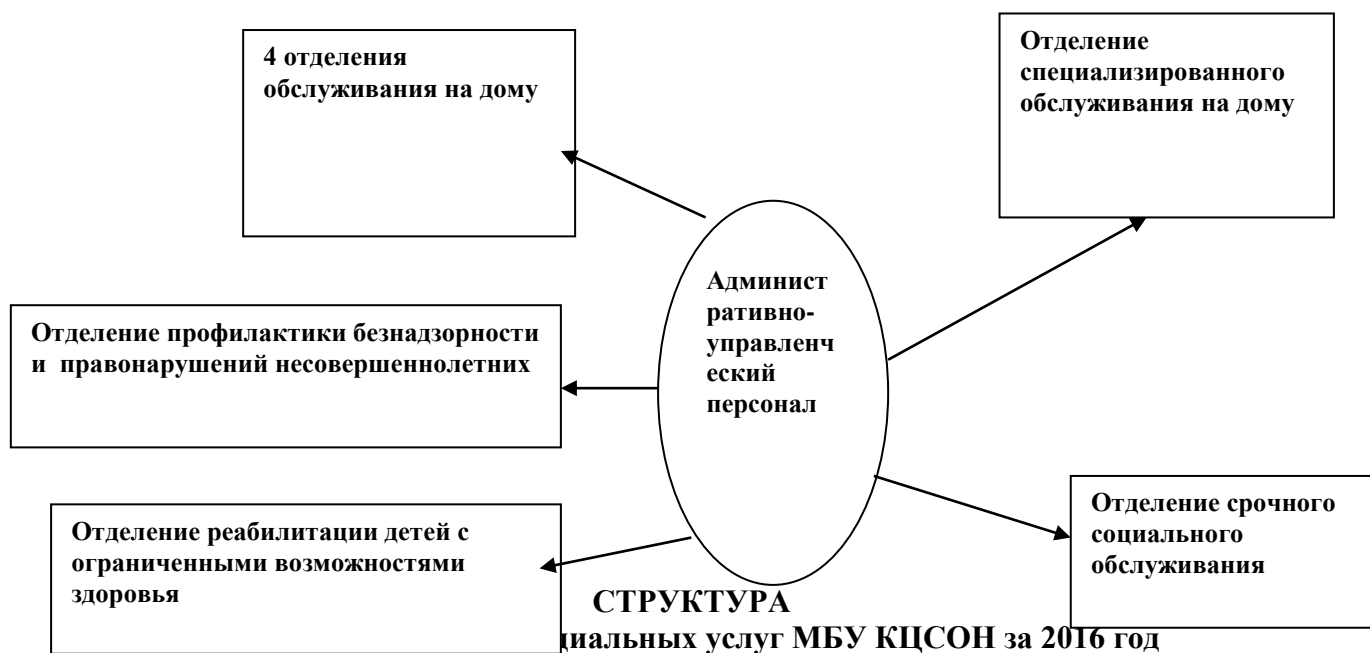 4 отделения
обслуживания на дому
Отделение
специализированного
обслуживания на дому
Админист
ративно-
управленч
еский
персонал
Отделение профилактики безнадзорности
и правонарушений несовершеннолетних
Отделение реабилитации детей с
ограниченными возможностями
здоровья
Отделение срочного
социального
обслуживания
СТРУКТУРА
услуг МБУ КЦСОН за 2016 год